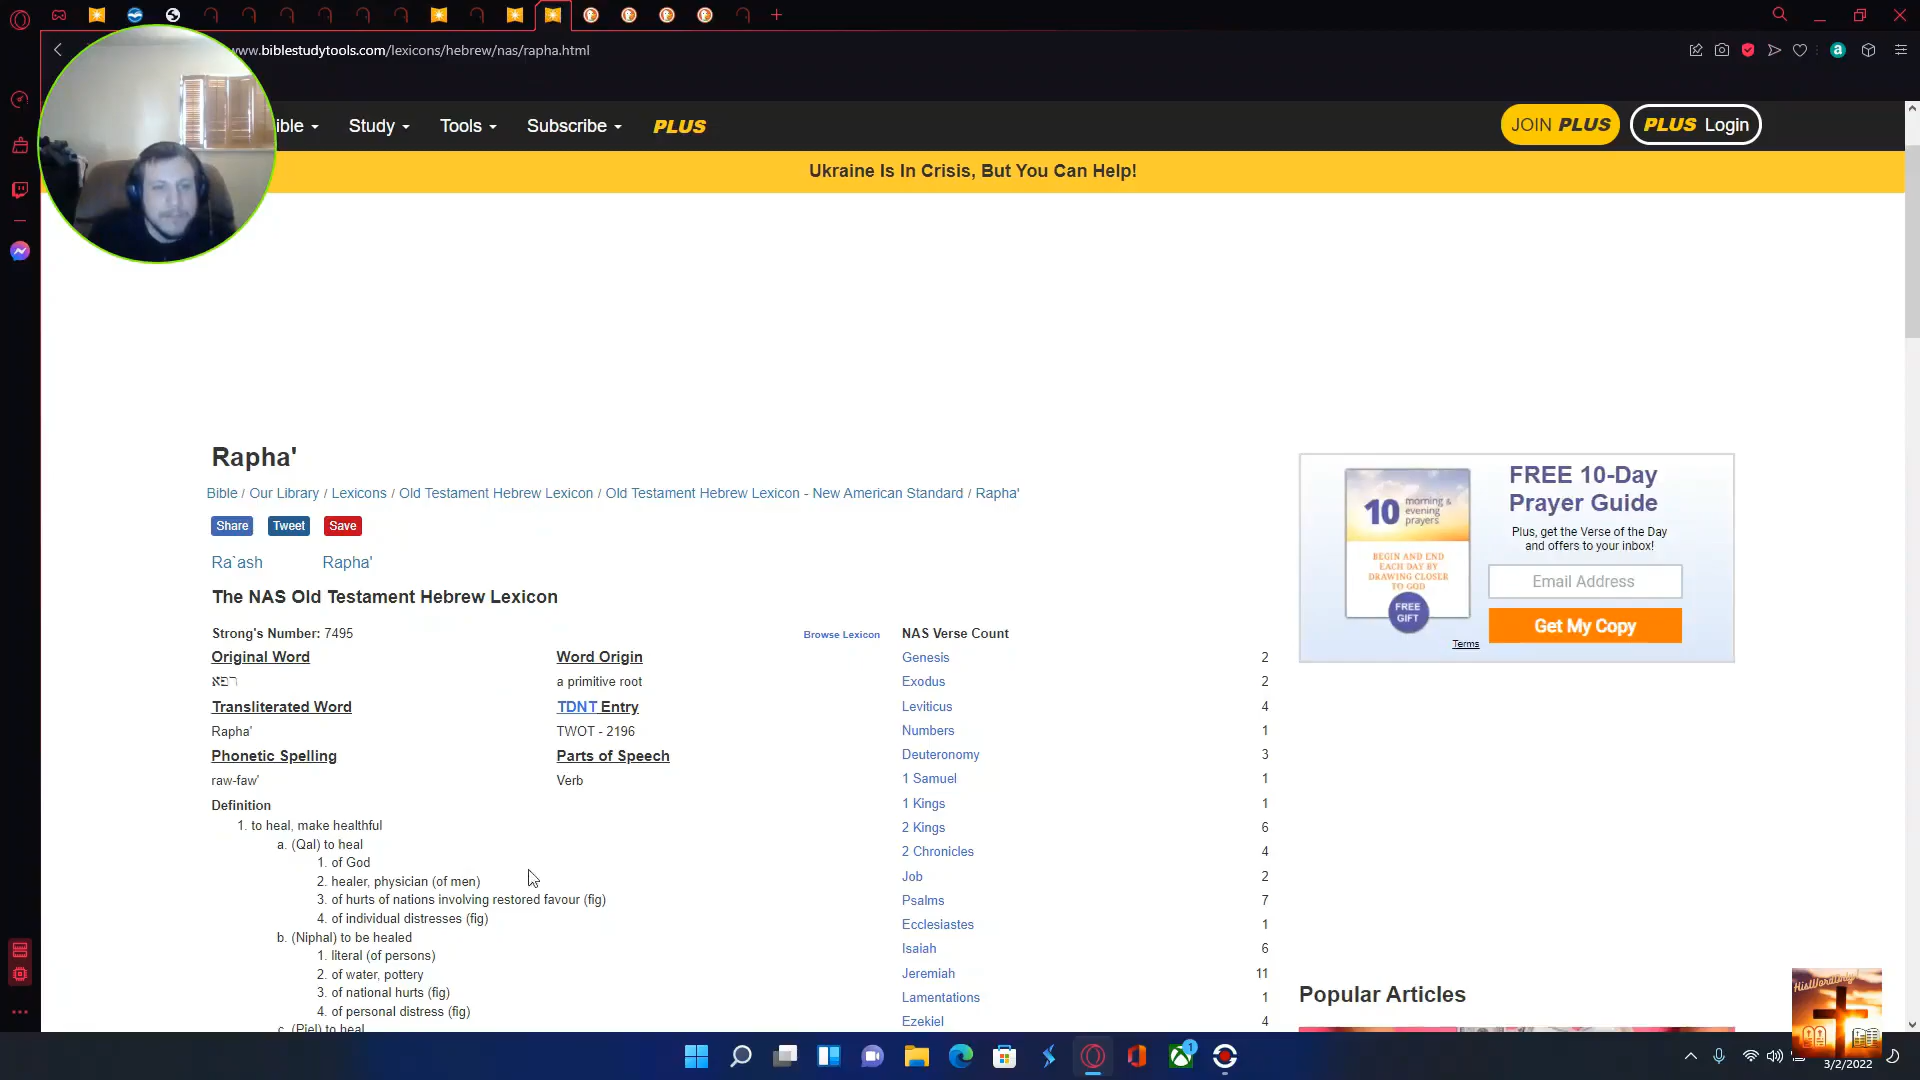 www.biblestudytools.com/lexicons/hebrew/nas/rapha.html
ible Study Tools Subscribe PLUS JOIN PLUS PLUS Login
Ukraine Is In Crisis, But You Can Help!
Rapha'
Bible / Our Library / Lexicons / Old Testament Hebrew Lexicon / Old Testament Hebrew Lexicon - New American Standard / Rapha'
Share Tweet Save
Ra`ash Rapha'
The NAS Old Testament Hebrew Lexicon
Strong's Number: 7495 Browse Lexicon
Original Word Word Origin
רפא a primitive root
Transliterated Word TDNT Entry
Rapha' TWOT - 2196
Phonetic Spelling Parts of Speech
raw-faw' Verb
Definition
1. to heal, make healthful
a. (Qal) to heal
1. of God
2. healer, physician (of men)
3. of hurts of nations involving restored favour (fig)
4. of individual distresses (fig)
b. (Niphal) to be healed
1. literal (of persons)
2. of water, pottery
3. of national hurts (fig)
4. of personal distress (fig)
c. (Piel) to heal
NAS Verse Count
Genesis 2
Exodus 2
Leviticus 4
Numbers 1
Deuteronomy 3
1 Samuel 1
1 Kings 1
2 Kings 6
2 Chronicles 4
Job 2
Psalms 7
Ecclesiastes 1
Isaiah 6
Jeremiah 11
Lamentations 1
Ezekiel 4
10 morning & evening prayers
BEGIN AND END
EACH DAY BY
DRAWING CLOSER
TO GOD
FREE
GIFT
FREE 10-Day
Prayer Guide
Plus, get the Verse of the Day
and offers to your inbox!
Email Address
Get My Copy
Terms
Popular Articles
1
3/2/2022